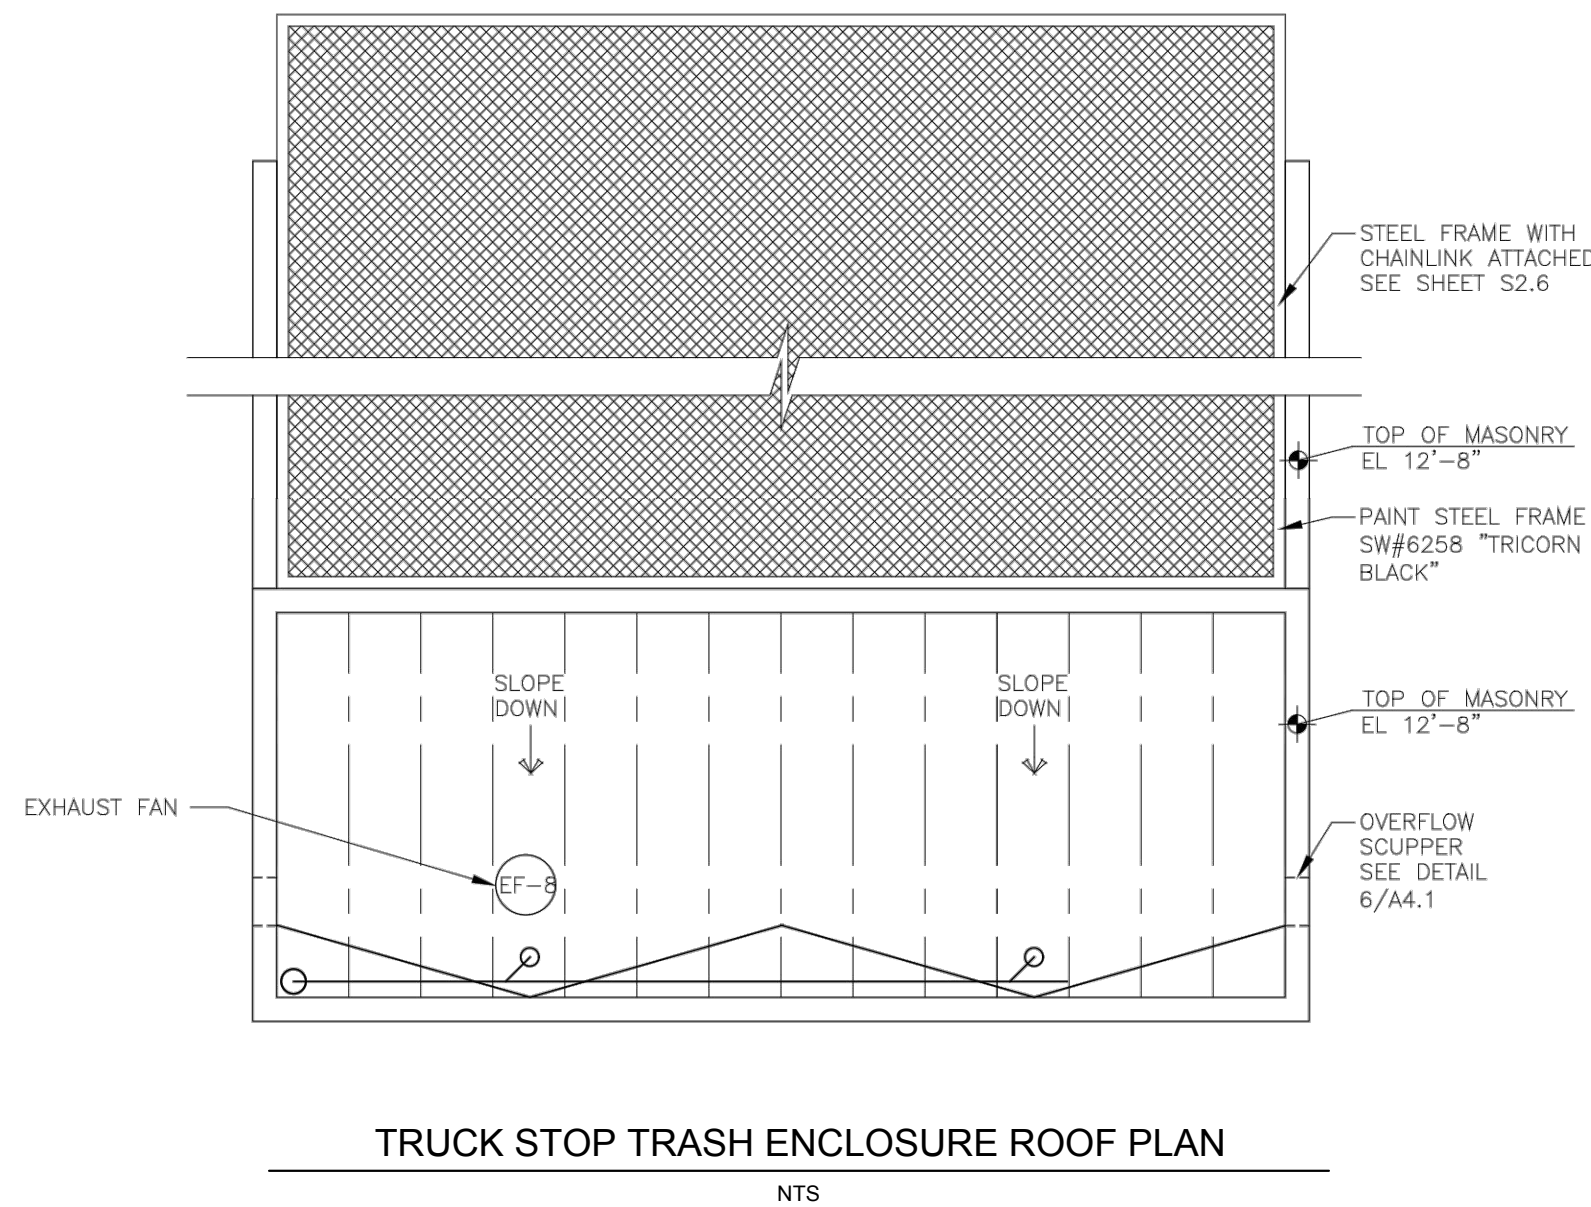 STEEL FRAME WITH
CHAINLINK ATTACHED
SEE SHEET S2.6
TOP OF MASONRY
EL 12'-8"
PAINT STEEL FRAME
SW#6258 "TRICORN
BLACK"
SLOPE
DOWN
SLOPE
DOWN
TOP OF MASONRY
EL 12'-8"
EXHAUST FAN
OVERFLOW
SCUPPER
SEE DETAIL
6/A4.1
EF-8
TRUCK STOP TRASH ENCLOSURE ROOF PLAN
NTS